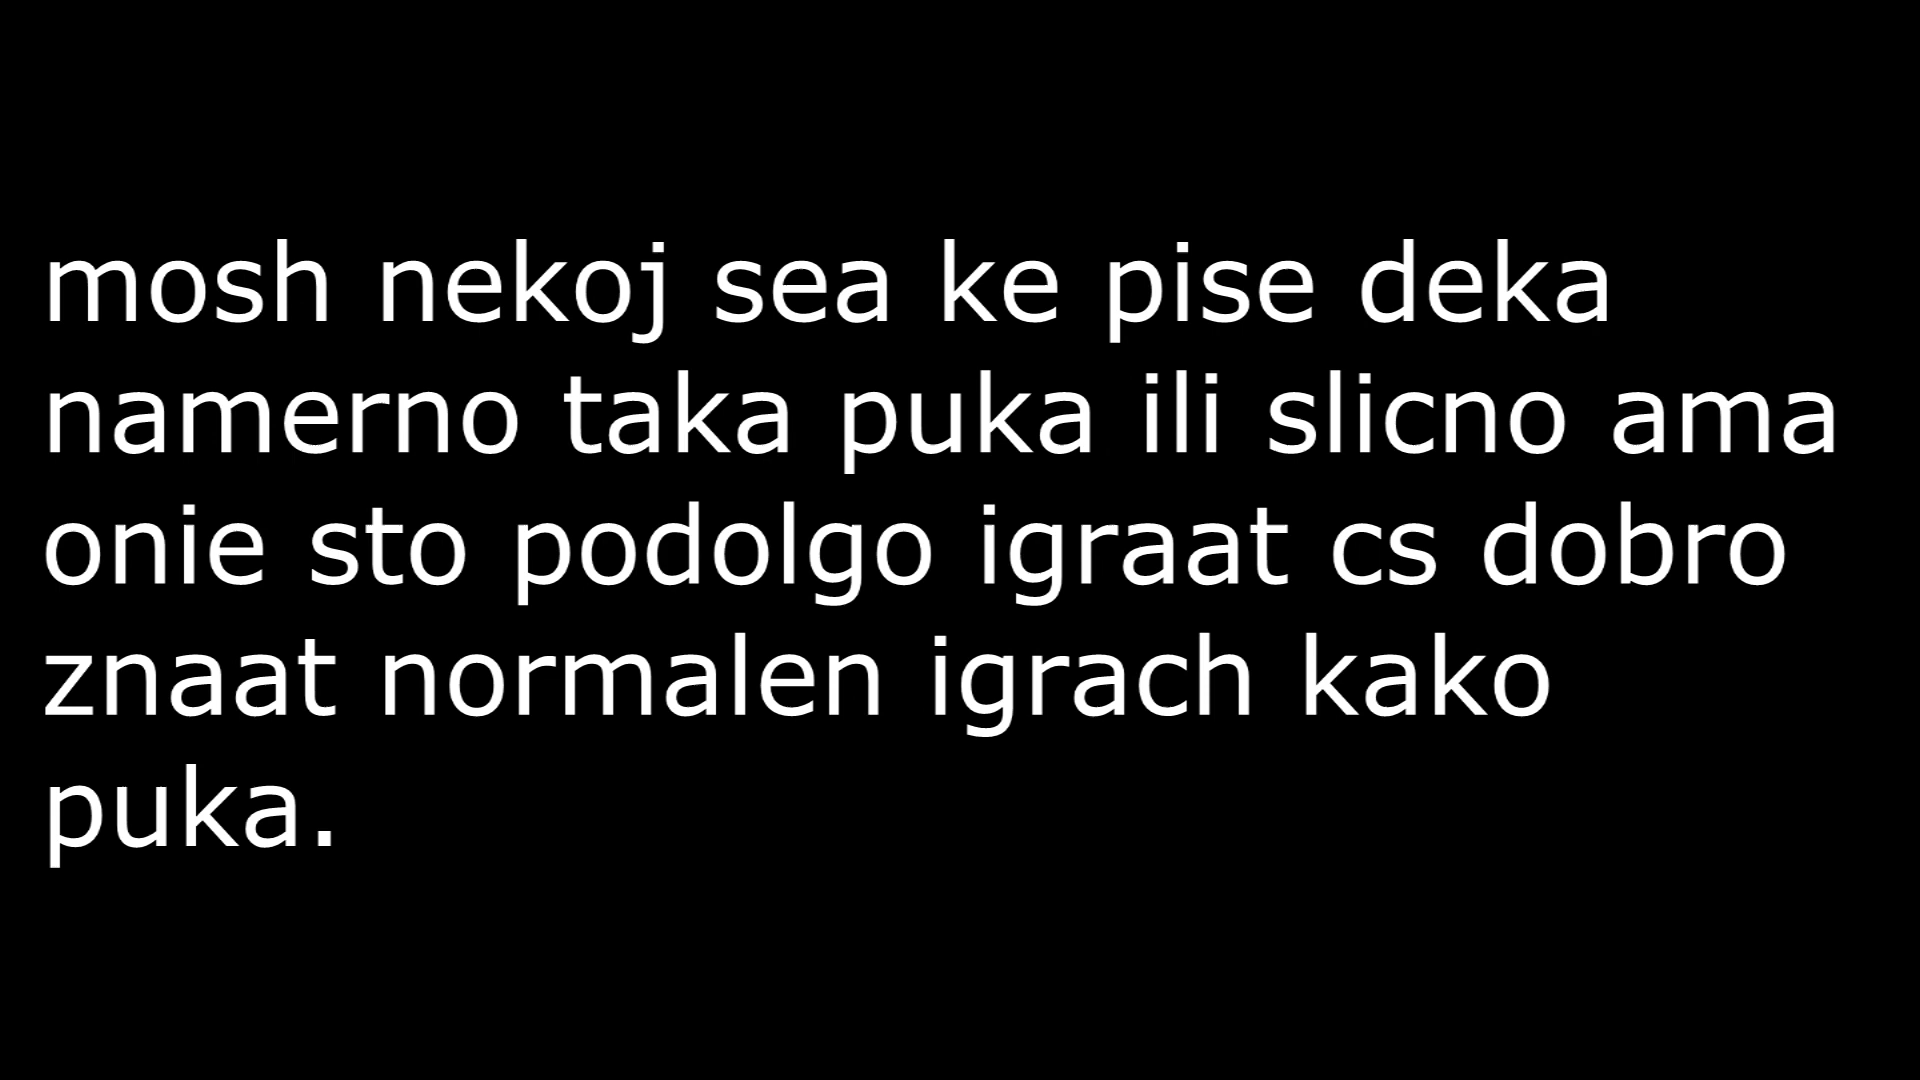 mosh nekoj sea ke pise deka
namerno taka puka ili slicno ama
onie sto podolgo igraat cs dobro
znaat normalen igrach kako
puka.